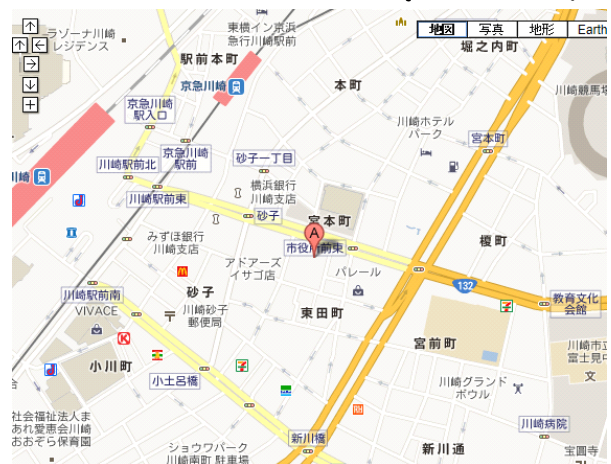 ラゾーナ川崎
レジデンス
東横イン京浜
急行川崎駅前
地図
写真
地形
Earth
堀之内町
駅前本町
京急川崎
本町
川崎競馬場
京急川崎
駅入口
川崎ホテル
パーク
宮本町
川崎駅前北
京急川崎
駅前
砂子一丁目
川崎
横浜銀行
川崎支店
川崎駅前東
砂子
宮本町
A
市役所前東
榎町
みずほ銀行
川崎支店
アドアーズ
イサゴ店
パレール
132
川崎駅前南
VIVACE
砂子
川崎砂子
郵便局
東田町
教育文化
会館
宮前町
川崎市立
富士見中
文
小川町
小土呂橋
川崎グランド
ボウル
社会福祉法人ま
あれ愛恵会川崎
おおぞら保育園
新川橋
川崎病院
ショウワパーク
川崎南町 駐車場
新川通
宝圓寺